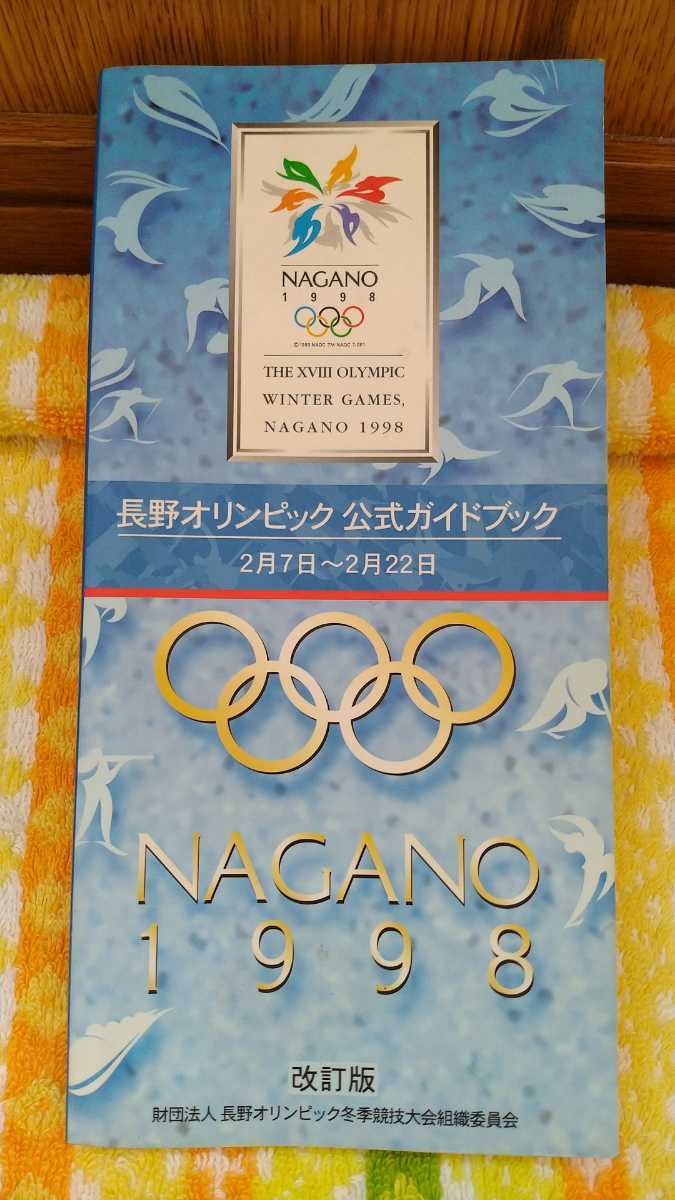 NAGANO
1998
THE XVIII OLYMPIC
WINTER GAMES,
NAGANO 1998
長野オリンピック 公式ガイドブック
2月7日～2月22日
NAGANO
1998
改訂版
財団法人 長野オリンピック冬季競技大会組織委員会